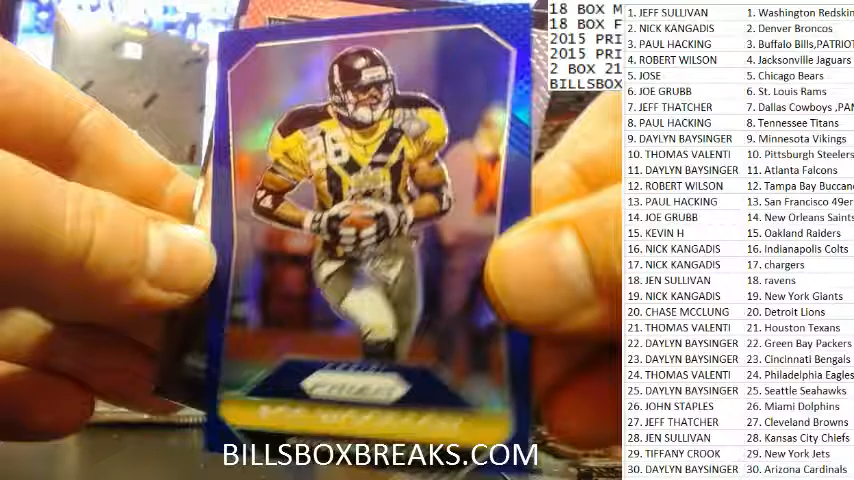 18 BOX M
18 BOX F
2015 PRI
2015 PRI
2 BOX 21
BILLSBOX
1. JEFF SULLIVAN 1. Washington Redskin
2. NICK KANGADIS 2. Denver Broncos
3. PAUL HACKING 3. Buffalo Bills,PATRIOT
4. ROBERT WILSON 4. Jacksonville Jaguars
5. JOSE 5. Chicago Bears
6. JOE GRUBB 6. St. Louis Rams
7. JEFF THATCHER 7. Dallas Cowboys ,PAN
8. PAUL HACKING 8. Tennessee Titans
9. DAYLYN BAYSINGER 9. Minnesota Vikings
10. THOMAS VALENTI 10. Pittsburgh Steelers
11. DAYLYN BAYSINGER 11. Atlanta Falcons
12. ROBERT WILSON 12. Tampa Bay Buccane
13. PAUL HACKING 13. San Francisco 49er
14. JOE GRUBB 14. New Orleans Saints
15. KEVIN H 15. Oakland Raiders
16. NICK KANGADIS 16. Indianapolis Colts
17. NICK KANGADIS 17. chargers
18. JEN SULLIVAN 18. ravens
19. NICK KANGADIS 19. New York Giants
20. CHASE MCCLUNG 20. Detroit Lions
21. THOMAS VALENTI 21. Houston Texans
22. DAYLYN BAYSINGER 22. Green Bay Packers
23. DAYLYN BAYSINGER 23. Cincinnati Bengals
24. THOMAS VALENTI 24. Philadelphia Eagles
25. DAYLYN BAYSINGER 25. Seattle Seahawks
26. JOHN STAPLES 26. Miami Dolphins
27. JEFF THATCHER 27. Cleveland Browns
28. JEN SULLIVAN 28. Kansas City Chiefs
29. TIFFANY CROOK 29. New York Jets
30. DAYLYN BAYSINGER 30. Arizona Cardinals
26
PRIZM
BILLSBOXBREAKS.COM